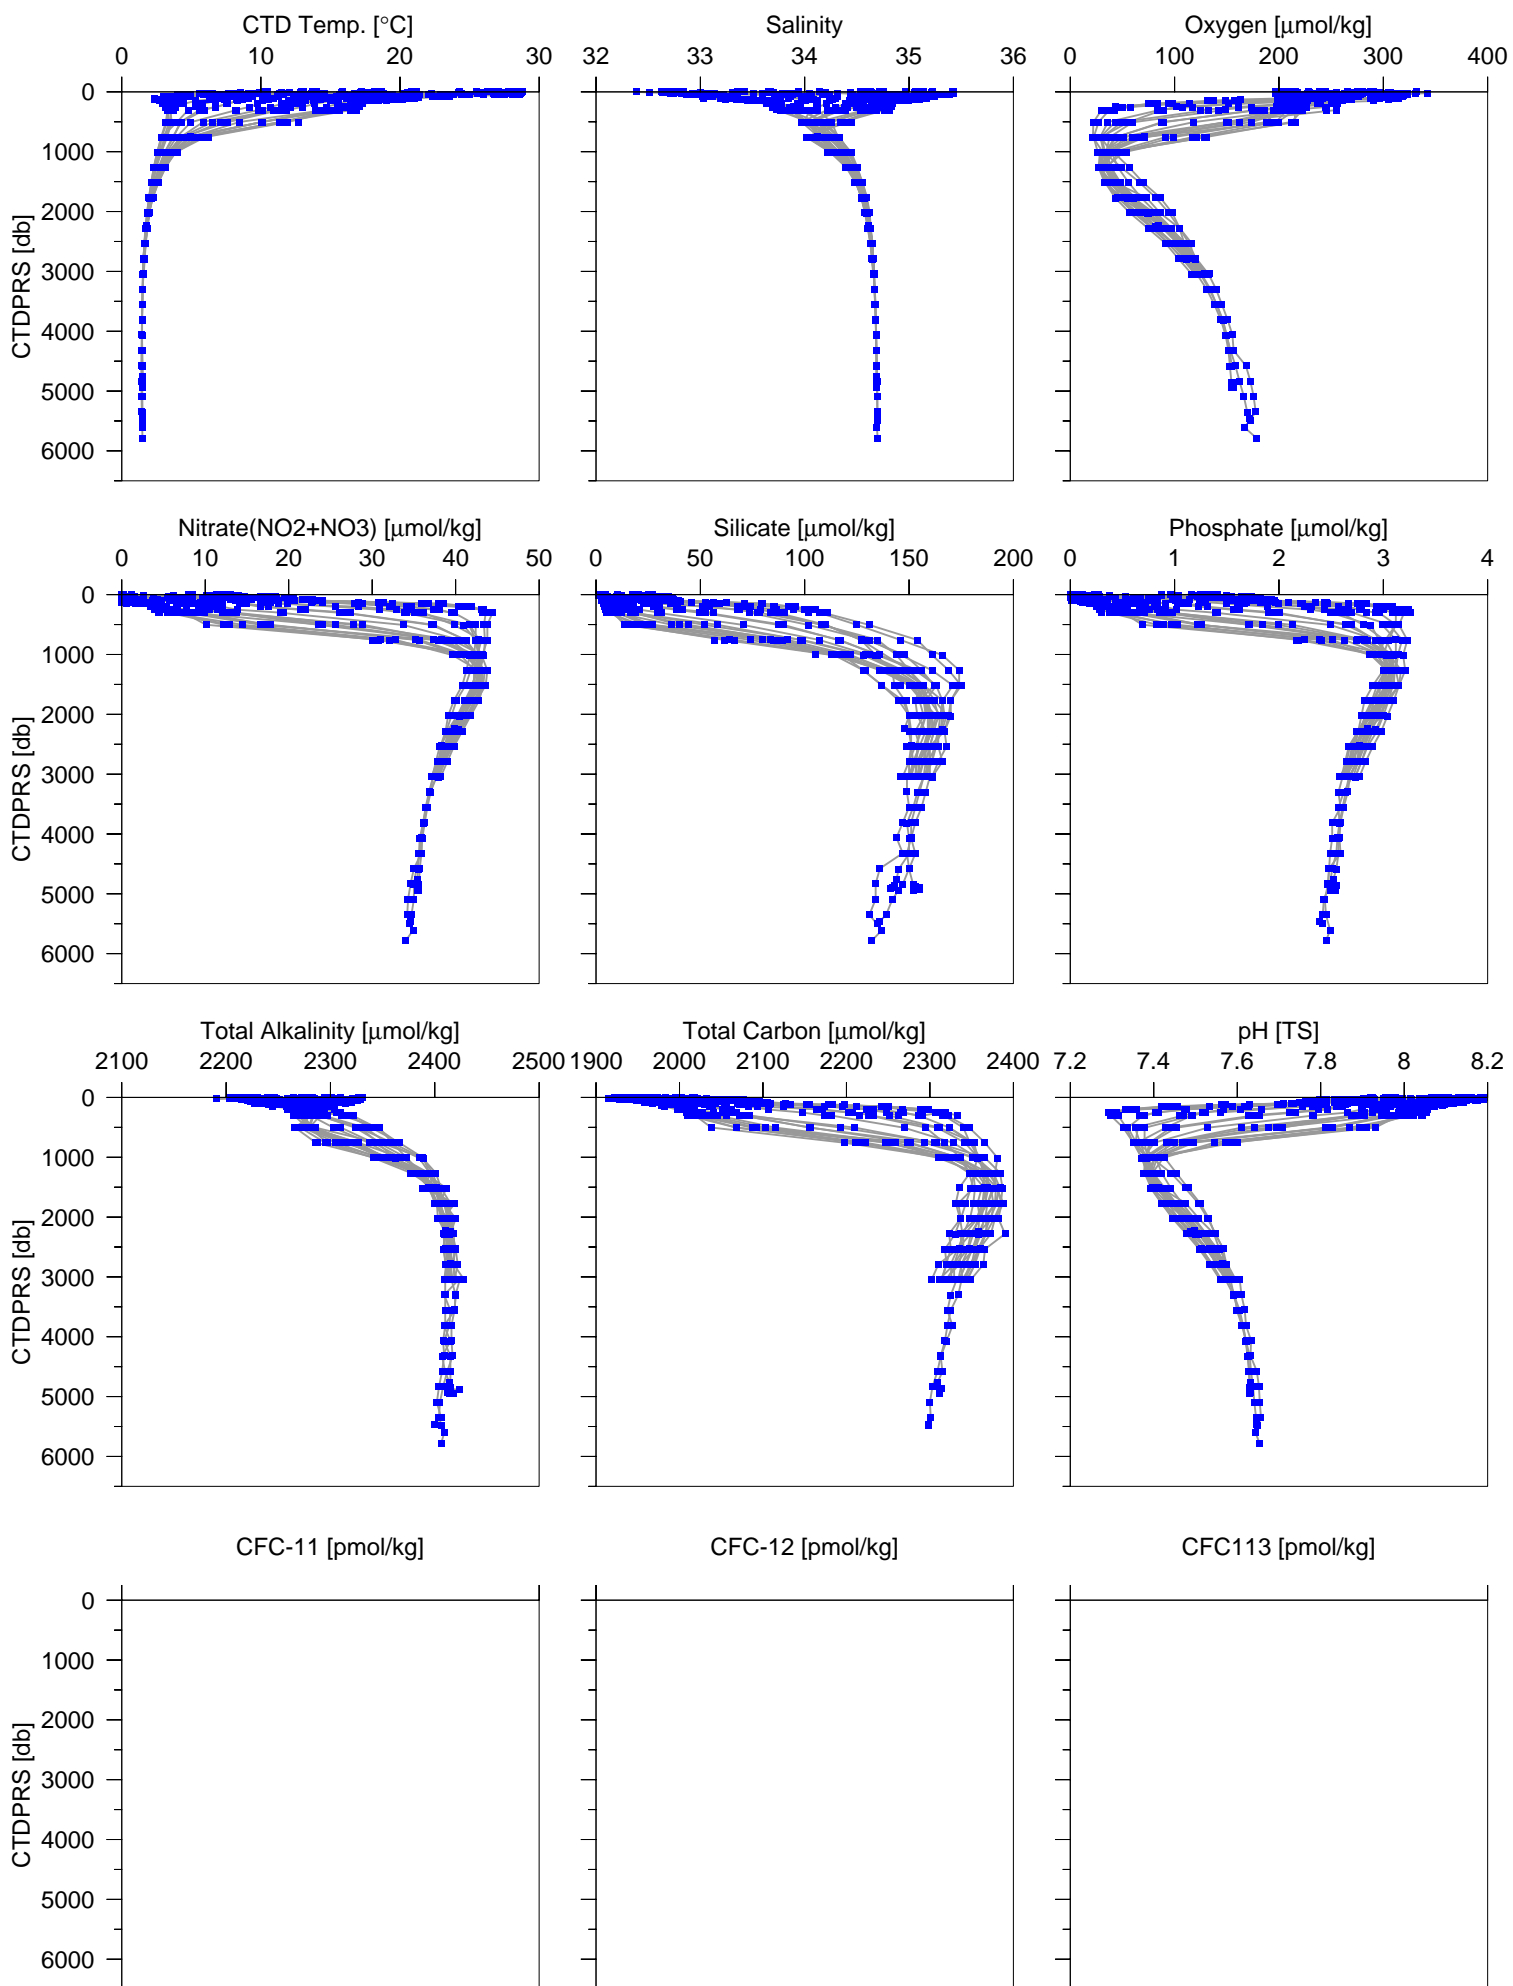 CTD Temp. [°C] Salinity Oxygen [μmol/kg]
0 10 20 30 32 33 34 35 36 0 100 200 300 400
0
1000
2000
3000
4000
5000
6000
CTDPRS [db]
Nitrate(NO2+NO3) [μmol/kg] Silicate [μmol/kg] Phosphate [μmol/kg]
0 10 20 30 40 50 0 50 100 150 200 0 1 2 3 4
0
1000
2000
3000
4000
5000
6000
CTDPRS [db]
Total Alkalinity [μmol/kg] Total Carbon [μmol/kg] pH [TS]
2100 2200 2300 2400 2500 1900 2000 2100 2200 2300 2400 7.2 7.4 7.6 7.8 8 8.2
0
1000
2000
3000
4000
5000
6000
CTDPRS [db]
CFC-11 [pmol/kg] CFC-12 [pmol/kg] CFC113 [pmol/kg]
0
1000
2000
3000
4000
5000
6000
CTDPRS [db]